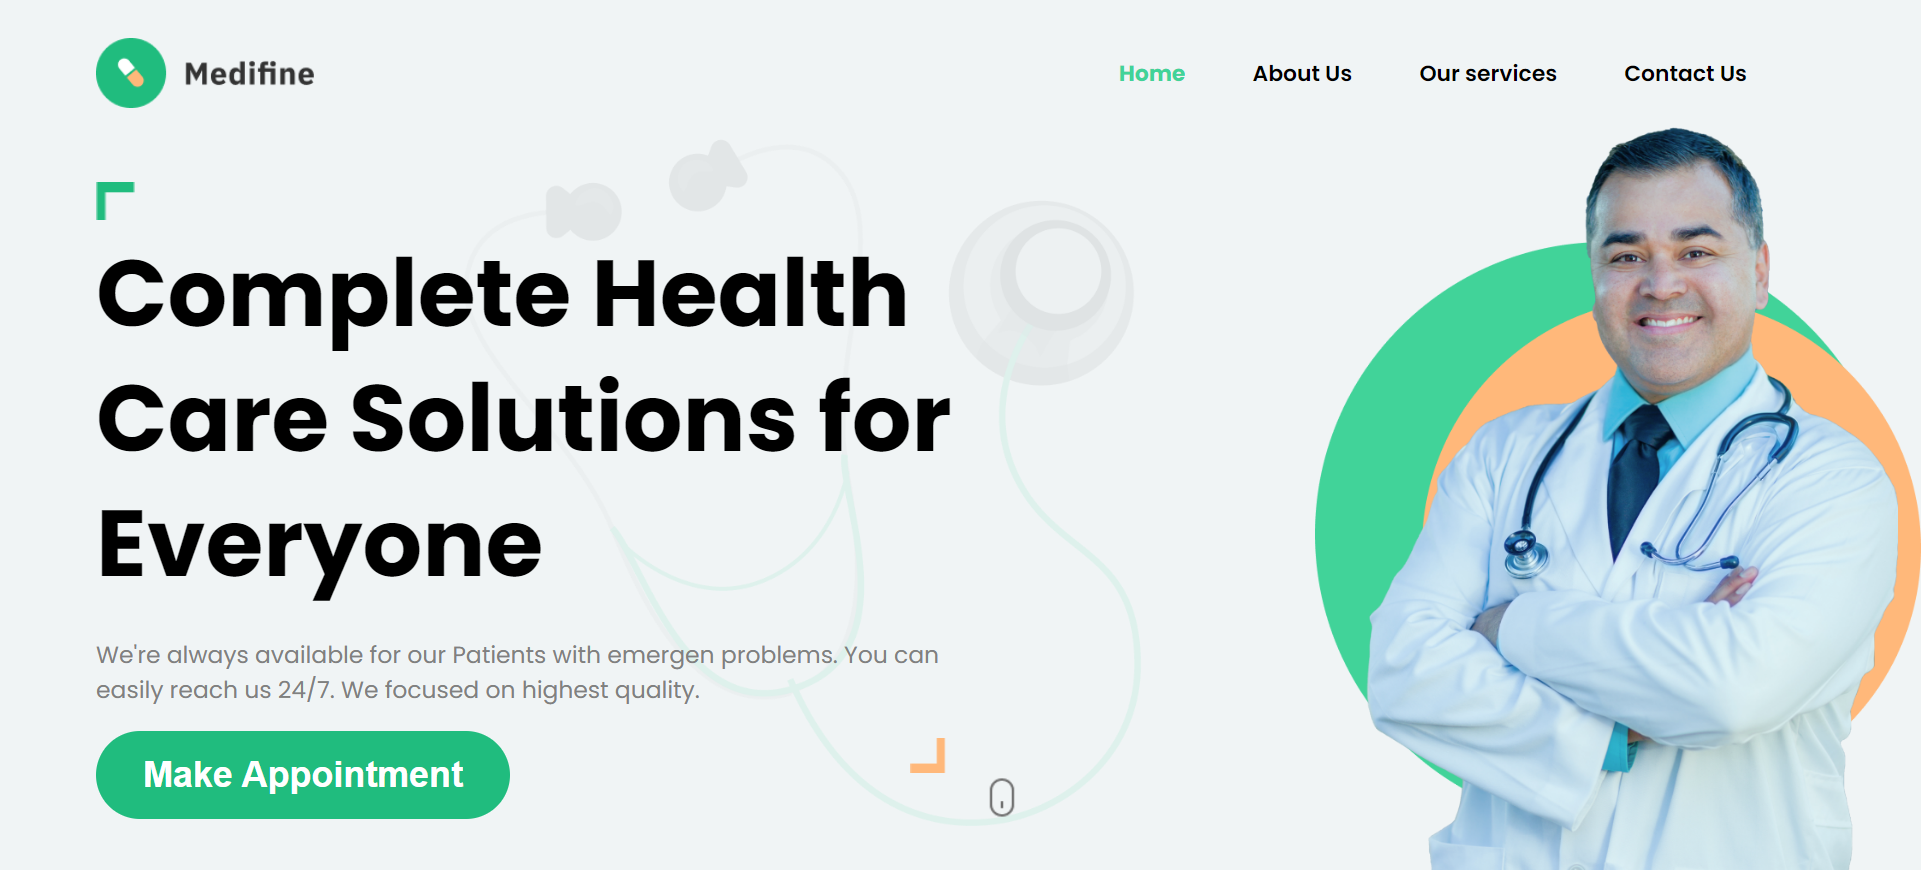 Medifine
Home About Us Our services Contact Us
Complete Health
Care Solutions for
Everyone
We're always available for our Patients with emergen problems. You can
easily reach us 24/7. We focused on highest quality.
Make Appointment